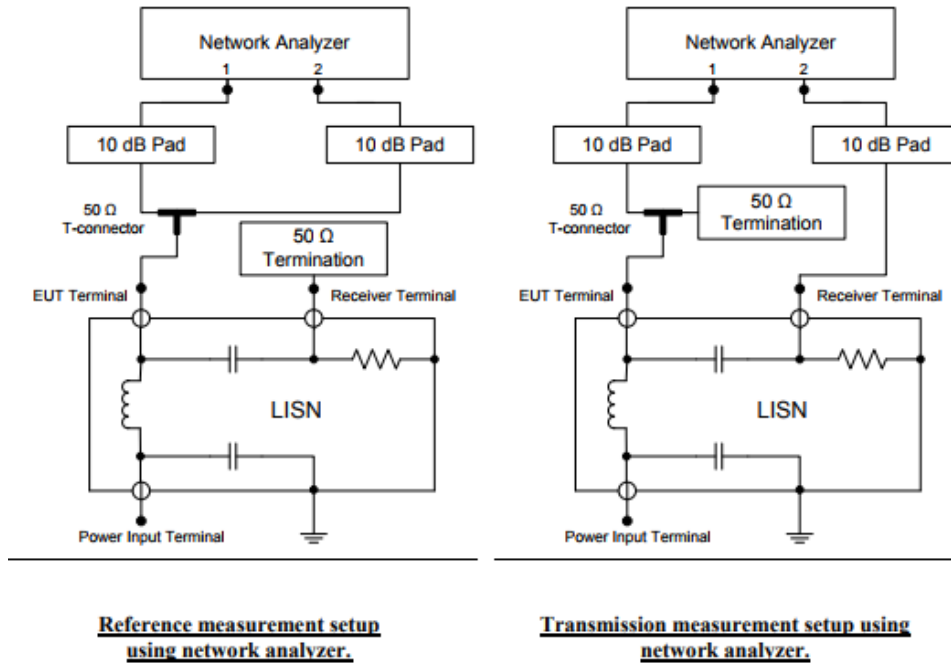 Network Analyzer
1 2
10 dB Pad 10 dB Pad
50 Ω
T-connector
50 Ω
Termination
EUT Terminal
Receiver Terminal
LISN
Power Input Terminal
Reference measurement setup
using network analyzer.
Network Analyzer
1 2
10 dB Pad 10 dB Pad
50 Ω
T-connector
50 Ω
Termination
EUT Terminal
Receiver Terminal
LISN
Power Input Terminal
Transmission measurement setup using
network analyzer.